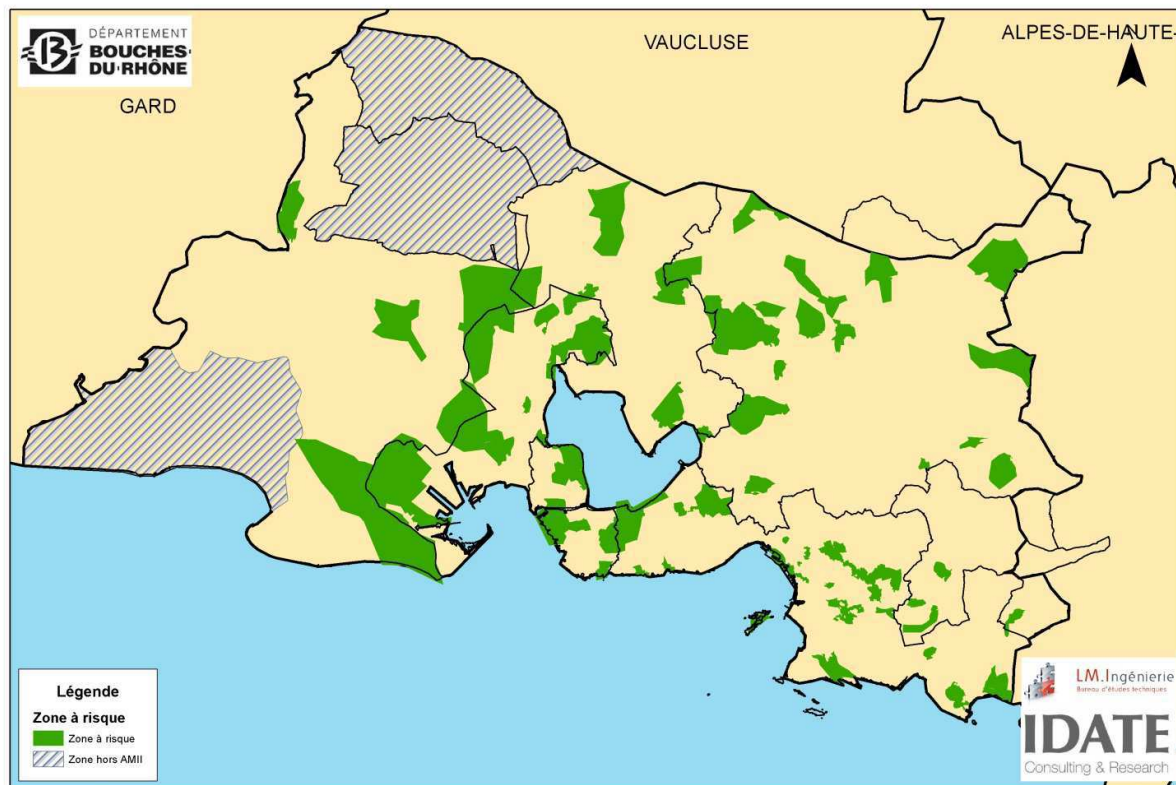 DÉPARTEMENT
BOUCHES-
DU-RHÔNE
GARD
VAUCLUSE
ALPES-DE-HAUTE-
N
Légende
Zone à risque
Zone à risque
Zone hors AMII
LM.Ingénierie
Bureau d'études techniques
IDATE
Consulting & Research